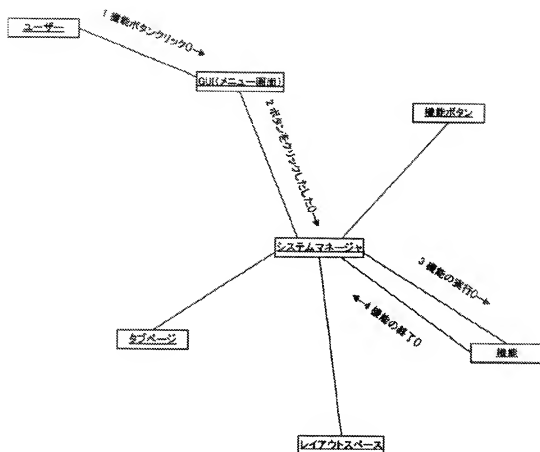 ユーザー
1 機能ボタンクリック()→
GUI(メニュー画面)
2 ボタンをクリックしたした()→
機能ボタン
システムマネージャ
3 機能の実行()→
←4 機能の終了()
タブページ
機能
レイアウトスペース